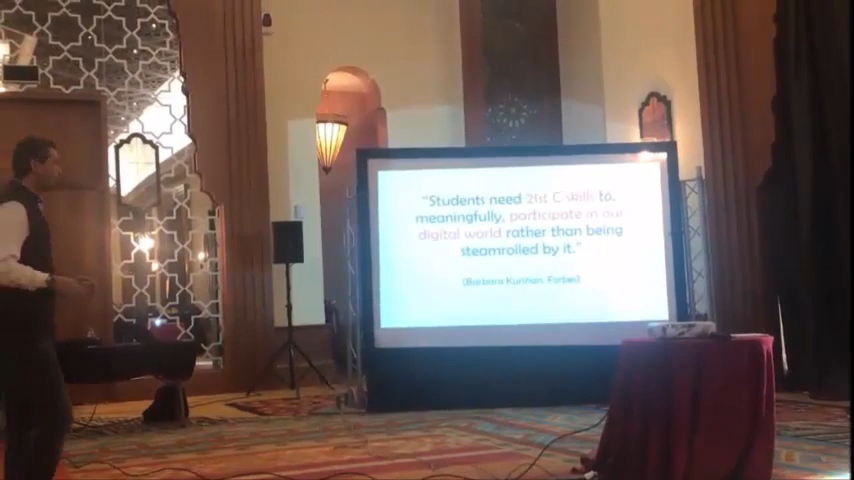 "Students need 21st C skills to.
meaningfully, participate in our
digital world rather than being
steamrolled by it."
(Barbara Kurihan, Forbes)